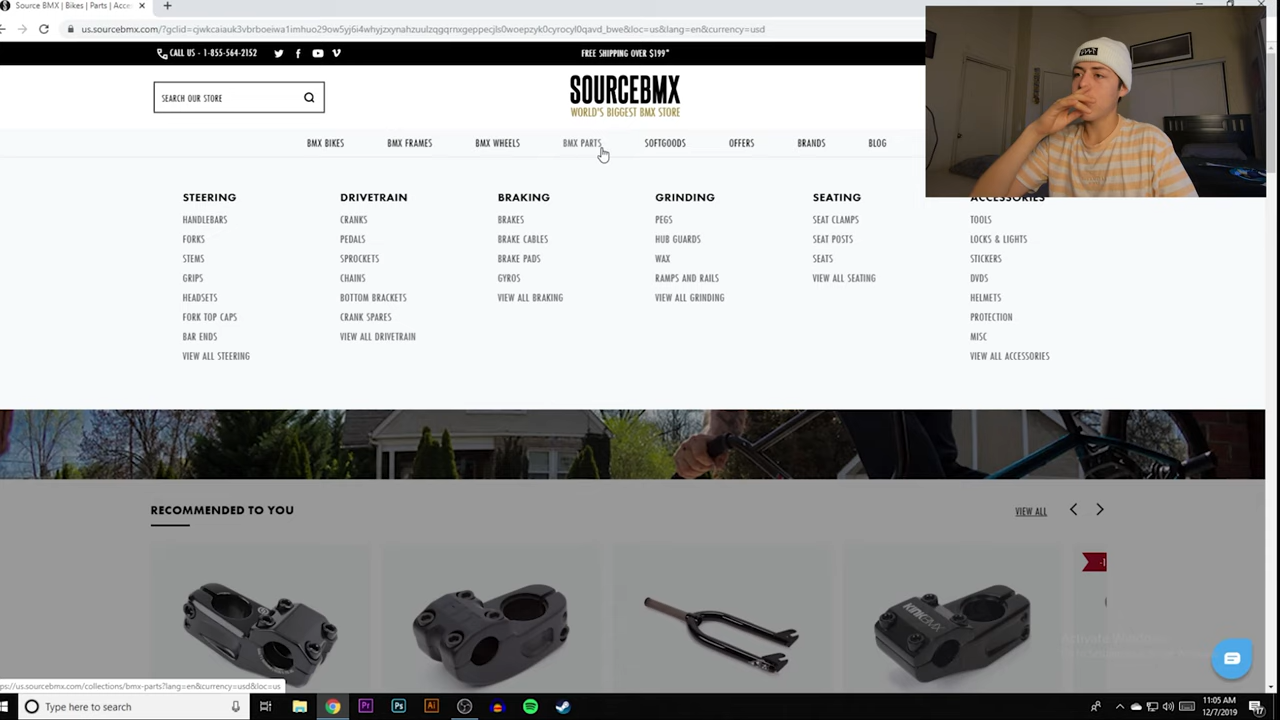 Source BMX | Bikes | Parts | Acce
us.sourcebmx.com/?gclid=cjwkcaiauk3vbrboeiwa1imhuo29ow5yj6i4whyjzxynahzuulzqgqrnxgeppecjls0woepzyk0cyrocyl0qavd_bwe&loc=us&lang=en&currency=usd
CALL US - 1-855-564-2152
FREE SHIPPING OVER $199*
SEARCH OUR STORE
SOURCEBMX
WORLD'S BIGGEST BMX STORE
BMX BIKES BMX FRAMES BMX WHEELS BMX PARTS SOFTGOODS OFFERS BRANDS BLOG
STEERING
HANDLEBARS
FORKS
STEMS
GRIPS
HEADSETS
FORK TOP CAPS
BAR ENDS
VIEW ALL STEERING
DRIVETRAIN
CRANKS
PEDALS
SPROCKETS
CHAINS
BOTTOM BRACKETS
CRANK SPARES
VIEW ALL DRIVETRAIN
BRAKING
BRAKES
BRAKE CABLES
BRAKE PADS
GYROS
VIEW ALL BRAKING
GRINDING
PEGS
HUB GUARDS
WAX
RAMPS AND RAILS
VIEW ALL GRINDING
SEATING
SEAT CLAMPS
SEAT POSTS
SEATS
VIEW ALL SEATING
ACCESSORIES
TOOLS
LOCKS & LIGHTS
STICKERS
DVDS
HELMETS
PROTECTION
MISC
VIEW ALL ACCESSORIES
RECOMMENDED TO YOU
VIEW ALL
KINKBMX
Activate Windows
ps://us.sourcebmx.com/collections/bmx-parts?lang=en&currency=usd&loc=us
Type here to search
Pr
Ps
Ai
11:05 AM
12/7/2019
17